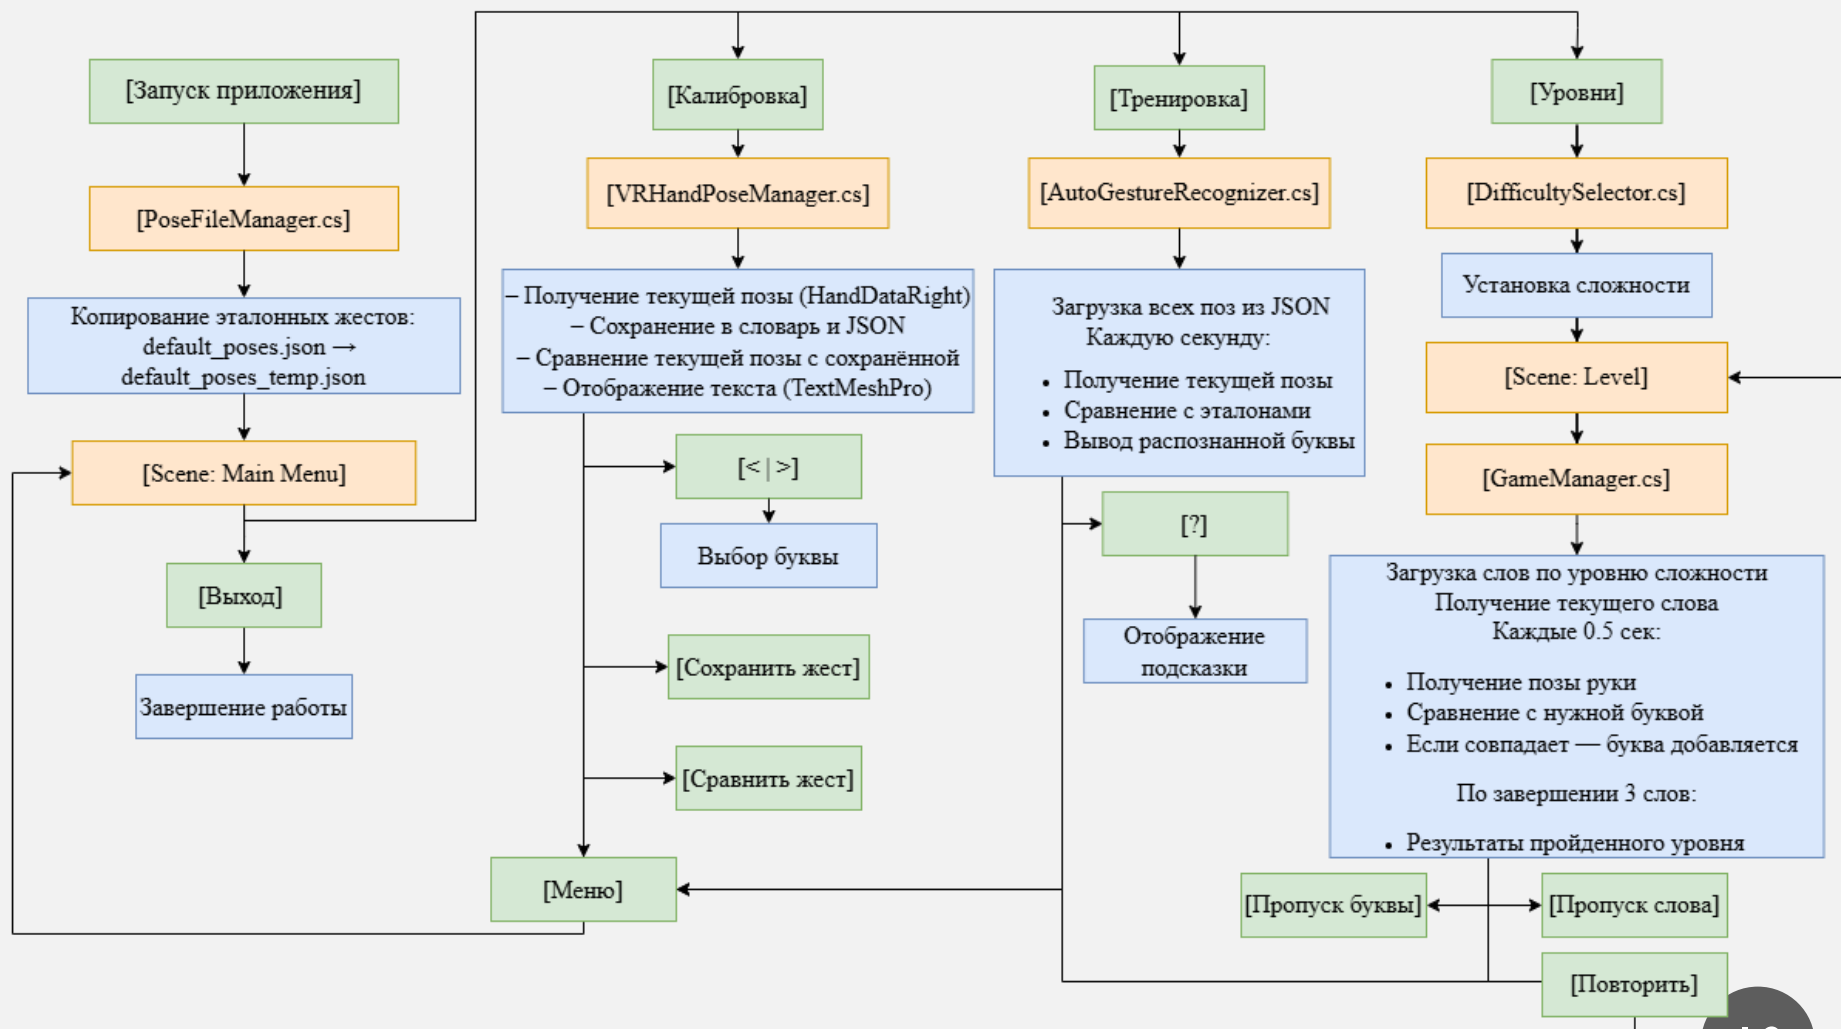 [Запуск приложения]
[PoseFileManager.cs]
Копирование эталонных жестов:
default_poses.json →
default_poses_temp.json
[Scene: Main Menu]
[Выход]
Завершение работы
[Калибровка]
[VRHandPoseManager.cs]
– Получение текущей позы (HandDataRight)
– Сохранение в словарь и JSON
– Сравнение текущей позы с сохранённой
– Отображение текста (TextMeshPro)
[< | >]
Выбор буквы
[Сохранить жест]
[Сравнить жест]
[Меню]
[Тренировка]
[AutoGestureRecognizer.cs]
Загрузка всех поз из JSON
Каждую секунду:
• Получение текущей позы
• Сравнение с эталонами
• Вывод распознанной буквы
[?]
Отображение
подсказки
[Уровни]
[DifficultySelector.cs]
Установка сложности
[Scene: Level]
[GameManager.cs]
Загрузка слов по уровню сложности
Получение текущего слова
Каждые 0.5 сек:
• Получение позы руки
• Сравнение с нужной буквой
• Если совпадает — буква добавляется
По завершении 3 слов:
• Результаты пройденного уровня
[Пропуск буквы]
[Пропуск слова]
[Повторить]